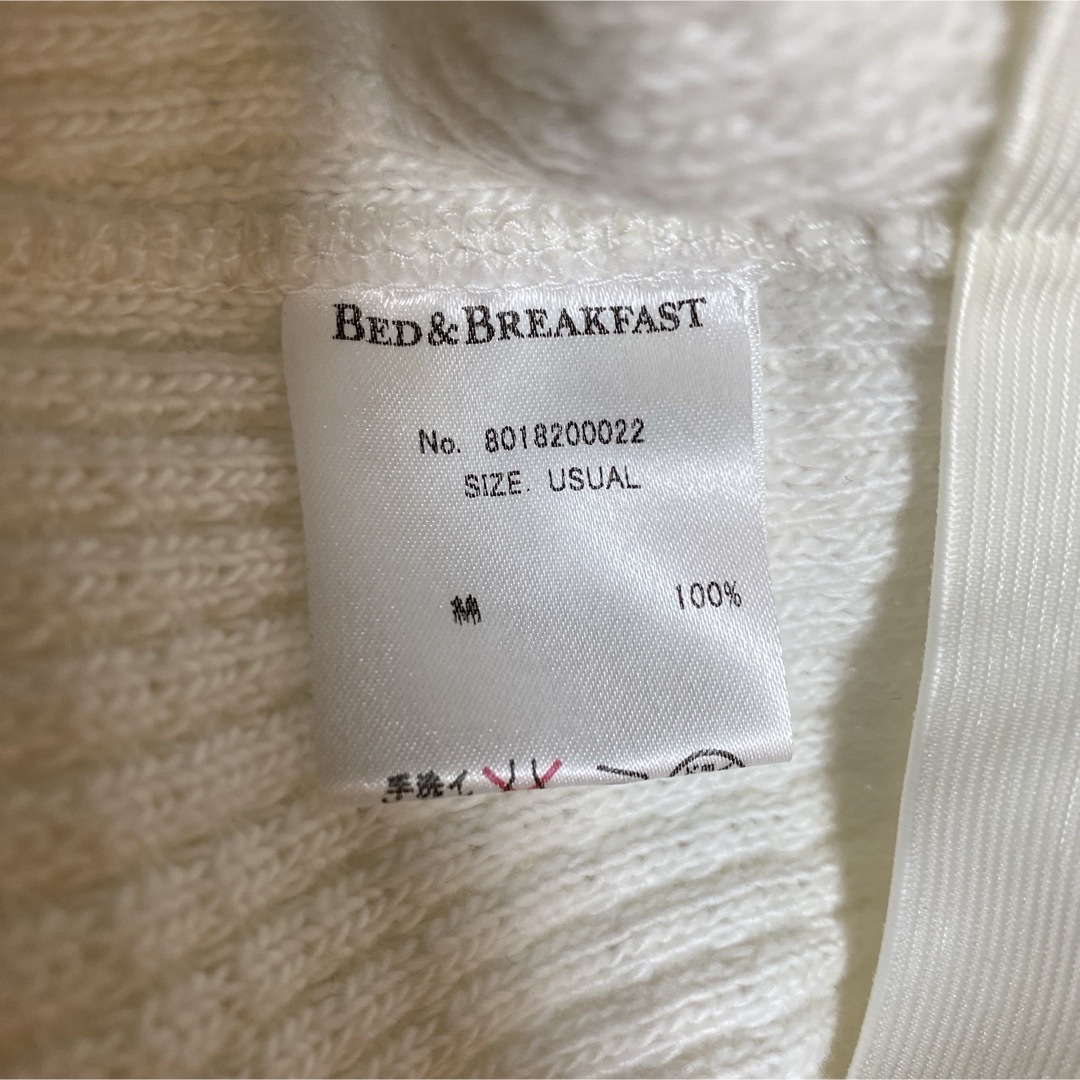 BED&BREAKFAST
No. 8018200022
SIZE. USUAL
綿 100%
手洗イ